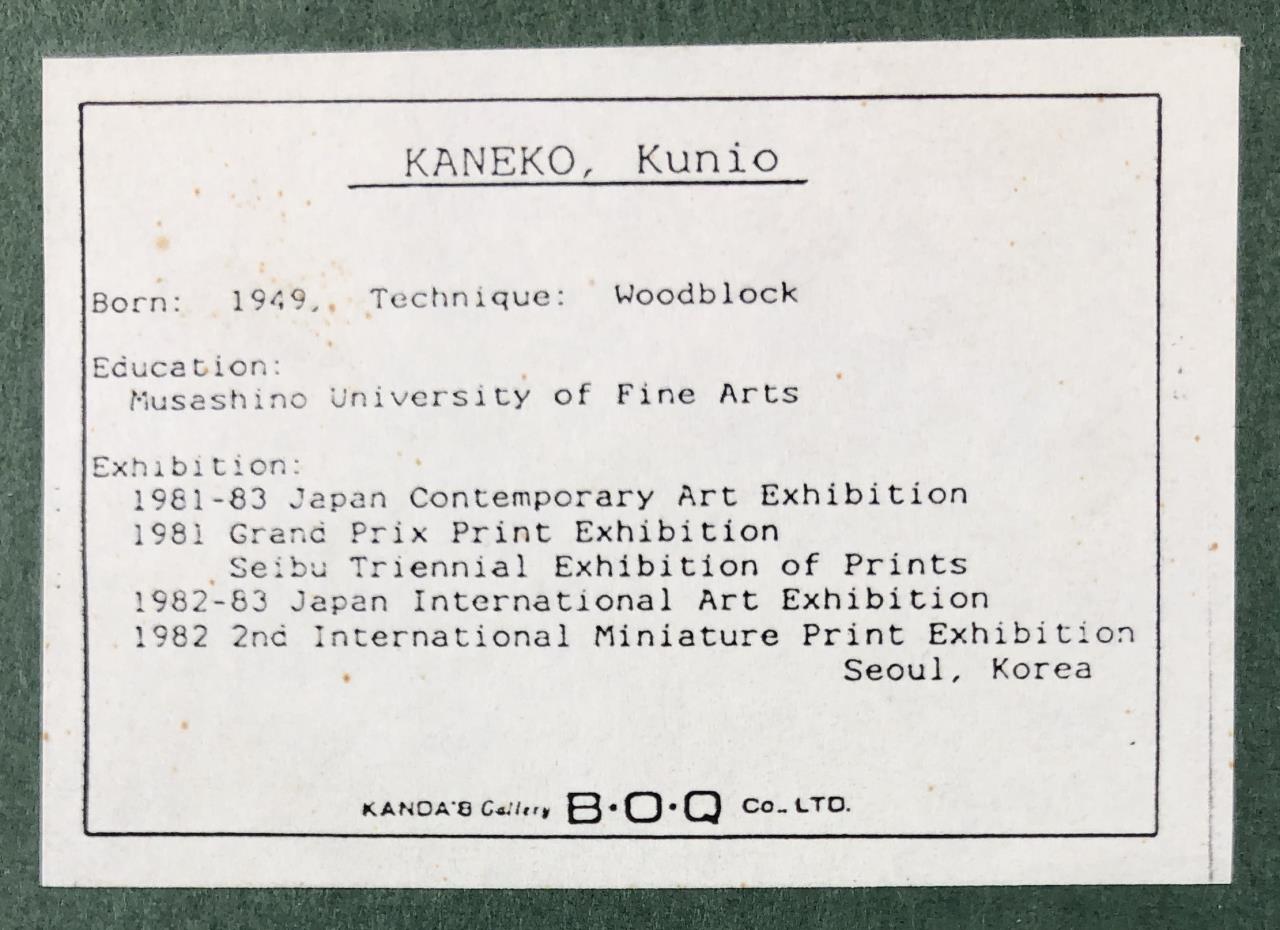 KANEKO, Kunio
Born: 1949, Technique: Woodblock
Education:
Musashino University of Fine Arts
Exhibition:
1981-83 Japan Contemporary Art Exhibition
1981 Grand Prix Print Exhibition
Seibu Triennial Exhibition of Prints
1982-83 Japan International Art Exhibition
1982 2nd International Miniature Print Exhibition
Seoul, Korea
KANDA'S Gallery B·O·Q Co., LTD.